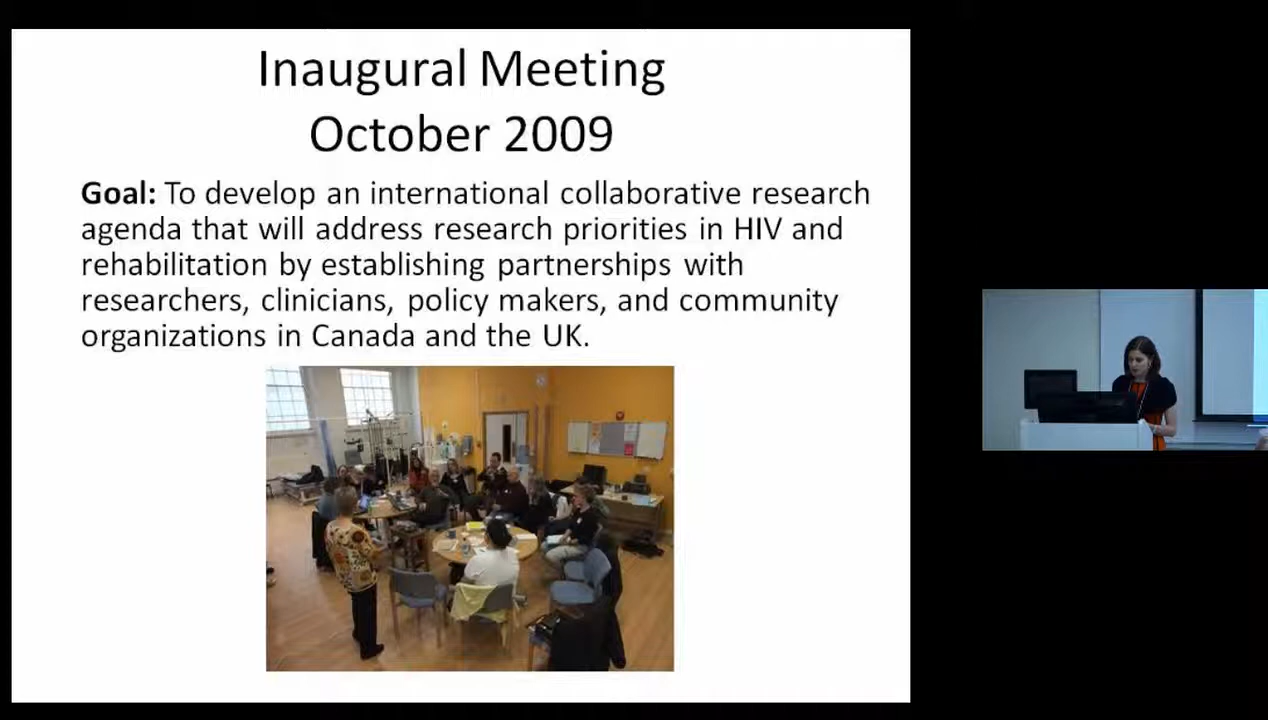 Inaugural Meeting
October 2009
Goal: To develop an international collaborative research
agenda that will address research priorities in HIV and
rehabilitation by establishing partnerships with
researchers, clinicians, policy makers, and community
organizations in Canada and the UK.